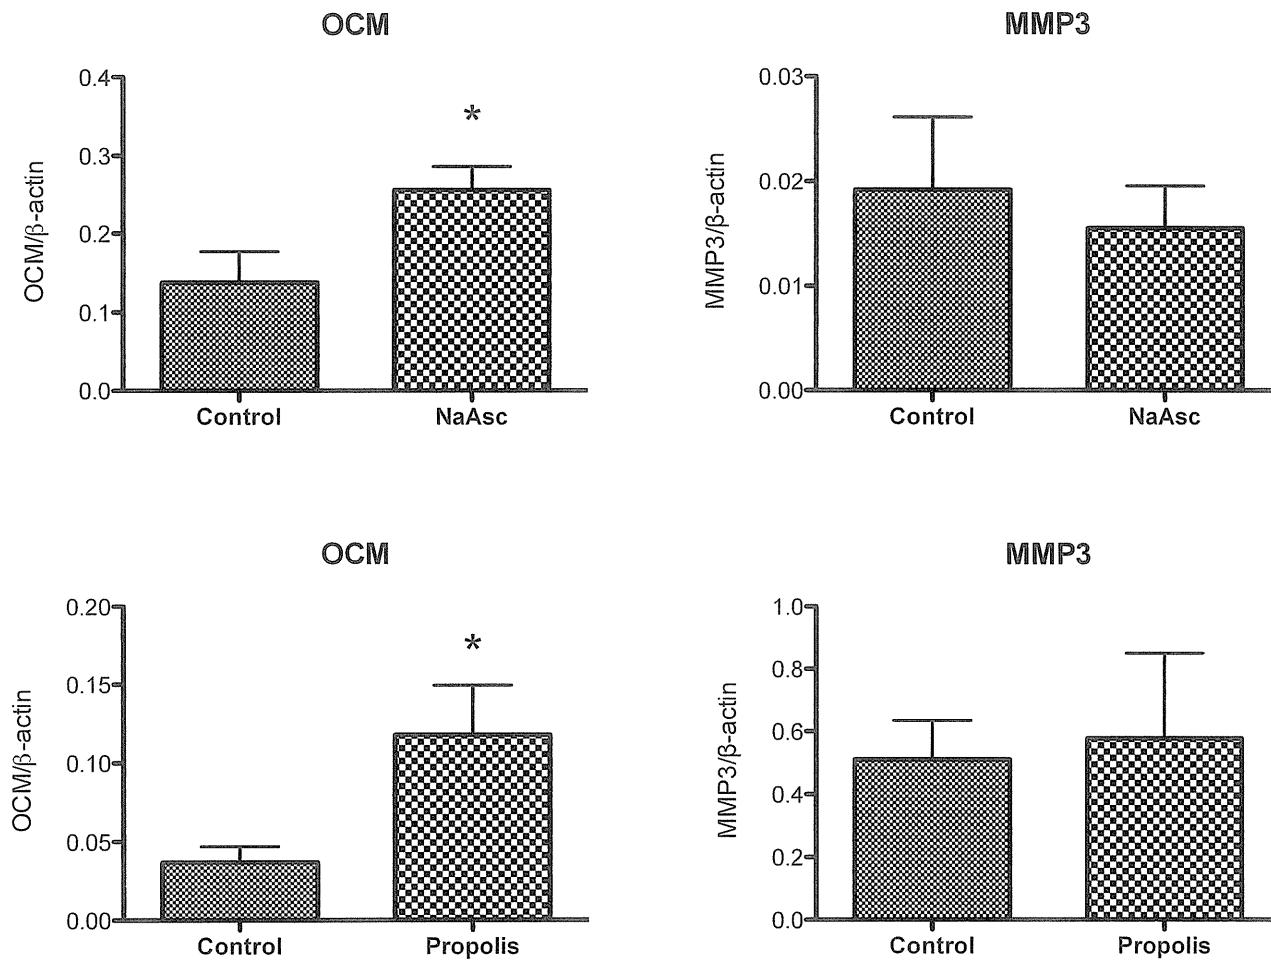 OCM
0.4
0.3
0.2
0.1
0.0
OCM/β-actin
*
Control
NaAsc
MMP3
0.03
0.02
0.01
0.00
MMP3/β-actin
Control
NaAsc
OCM
0.20
0.15
0.10
0.05
0.00
OCM/β-actin
*
Control
Propolis
MMP3
1.0
0.8
0.6
0.4
0.2
0.0
MMP3/β-actin
Control
Propolis